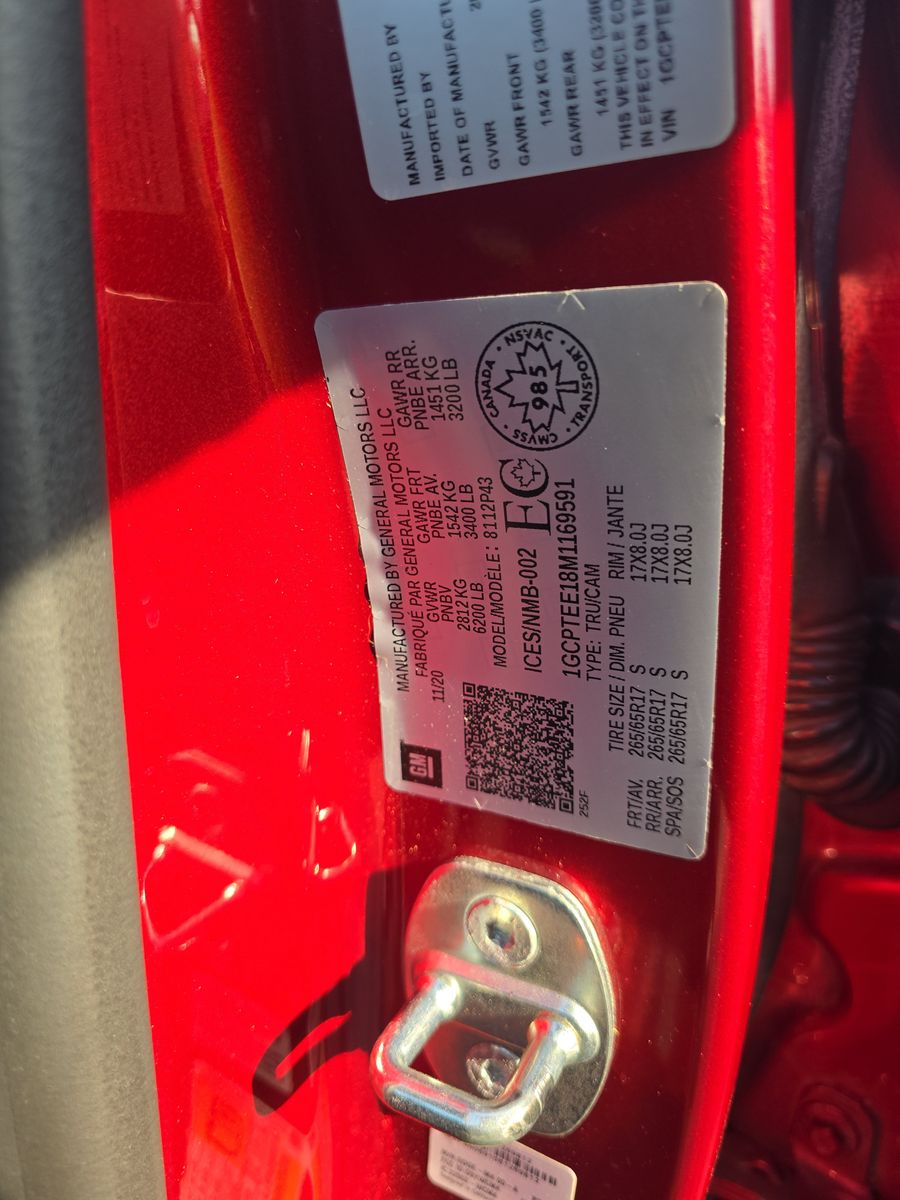 MANUFACTURED BY
IMPORTED BY
DATE OF MANUFACTU
GVWR
GAWR FRONT
1542 KG (3400 L
GAWR REAR
1451 KG (3200
THIS VEHICLE CO
IN EFFECT ON TH
VIN 1GCPTE
MANUFACTURED BY GENERAL MOTORS LLC
FABRIQUÉ PAR GENERAL MOTORS LLC
11/20 GVWR GAWR FRT GAWR RR
PNBV PNBE AV. PNBE ARR.
2812KG 1542 KG 1451 KG
6200 LB 3400 LB 3200 LB
MODEL/MODÈLE: 8112P43
ICES/NMB-002 EC
CANADA · NSVAC · TRANSPORT · CMVSS
985
1GCPTEE18M1169591
TYPE: TRU/CAM
GM
252F
TIRE SIZE / DIM. PNEU RIM / JANTE
FRT/AV. 265/65R17 S 17X8.0J
RR/ARR. 265/65R17 S 17X8.0J
SPA/SOS 265/65R17 S 17X8.0J